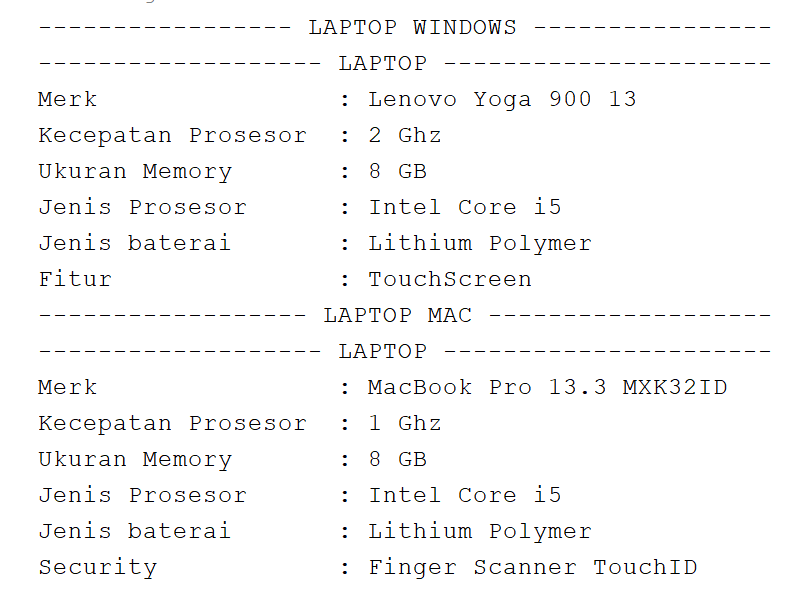 ----------------- LAPTOP WINDOWS ----------------
------------------- LAPTOP ----------------------
Merk                : Lenovo Yoga 900 13
Kecepatan Prosesor  : 2 Ghz
Ukuran Memory       : 8 GB
Jenis Prosesor      : Intel Core i5
Jenis baterai       : Lithium Polymer
Fitur               : TouchScreen
------------------ LAPTOP MAC -------------------
------------------- LAPTOP ----------------------
Merk                : MacBook Pro 13.3 MXK32ID
Kecepatan Prosesor  : 1 Ghz
Ukuran Memory       : 8 GB
Jenis Prosesor      : Intel Core i5
Jenis baterai       : Lithium Polymer
Security            : Finger Scanner TouchID